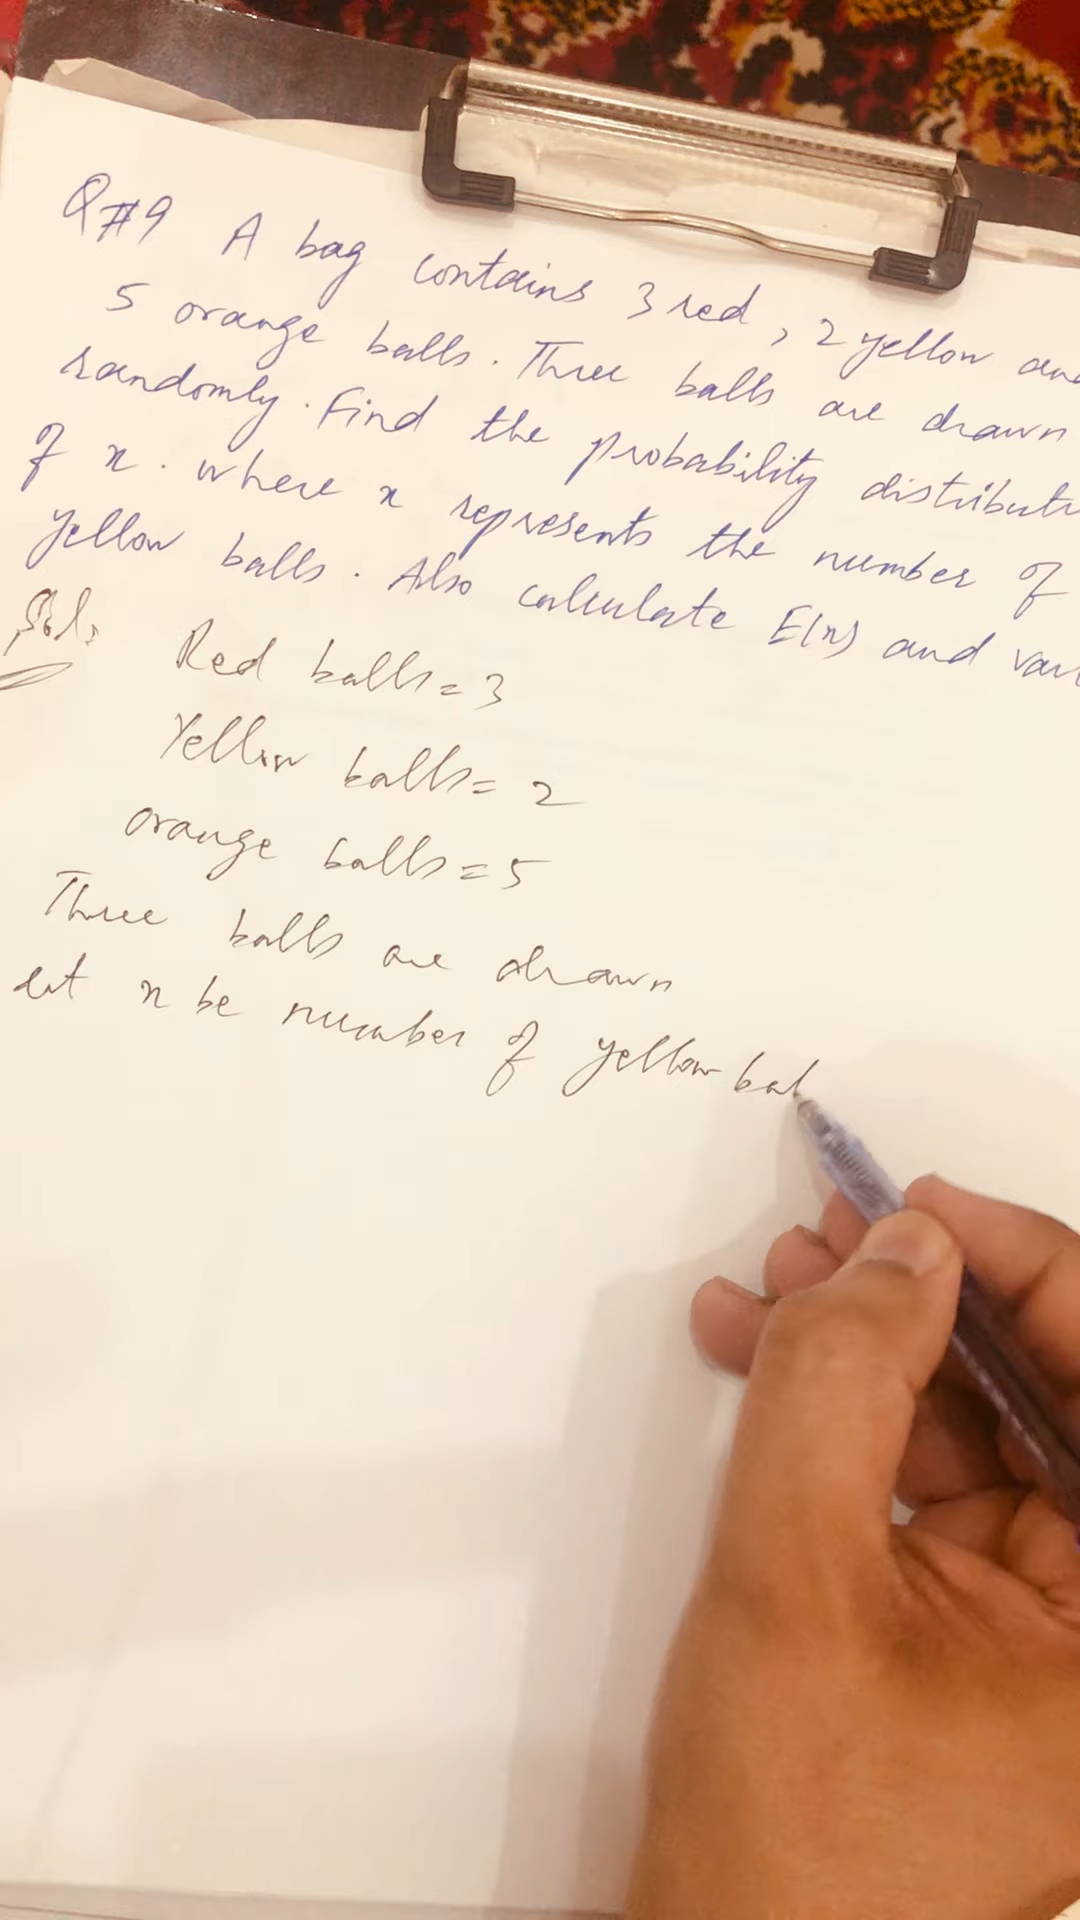 Q#9 A bag contains 3 red, 2 yellow and
5 orange balls. Three balls are drawn
randomly. Find the probability distribut
of x. where x represents the number of
yellow balls. Also calculate E(x) and var
Sol:
Red balls=3
Yellow balls=2
orange balls=5
Three balls are drawn
let x be number of yellow bal